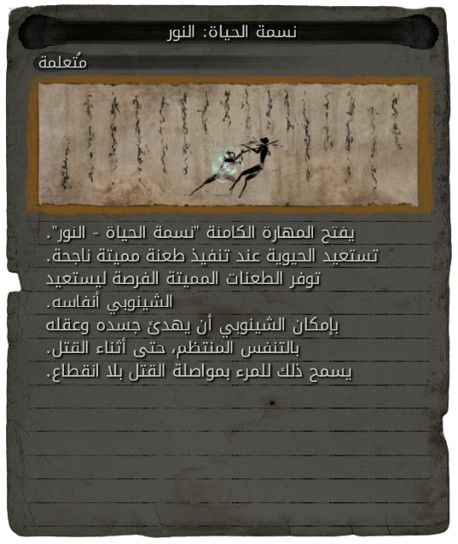 نسمة الحياة: النور
مُتعلمة
يفتح المهارة الكامنة "نسمة الحياة - النور".
تستعيد الحيوية عند تنفيذ طعنة مميتة ناجحة.
توفر الطعنات المميتة الفرصة ليستعيد
الشينوبي أنفاسه.
بإمكان الشينوبي أن يهدئ جسده وعقله
بالتنفس المنتظم، حتى أثناء القتل.
يسمح ذلك للمرء بمواصلة القتل بلا انقطاع.